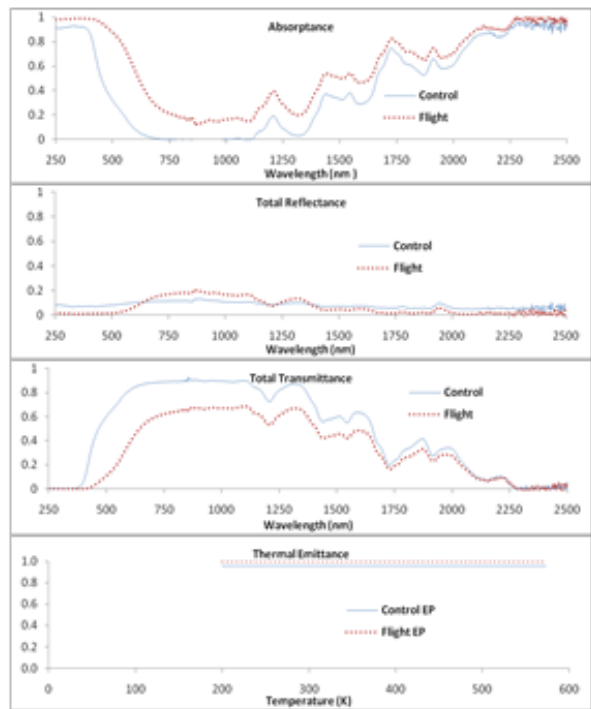 Absorptance
1
0.8
0.6
0.4
0.2
0
Control
Flight
250 500 750 1000 1250 1500 1750 2000 2250 2500
Wavelength (nm )
Total Reflectance
1
0.8
0.6
0.4
0.2
0
Control
Flight
250 500 750 1000 1250 1500 1750 2000 2250 2500
Wavelength (nm)
Total Transmittance
1
0.8
0.6
0.4
0.2
0
Control
Flight
250 500 750 1000 1250 1500 1750 2000 2250 2500
Wavelength (nm)
Thermal Emittance
1.0
0.8
0.6
0.4
0.2
0.0
Control EP
Flight EP
0 100 200 300 400 500 600
Temperature (K)